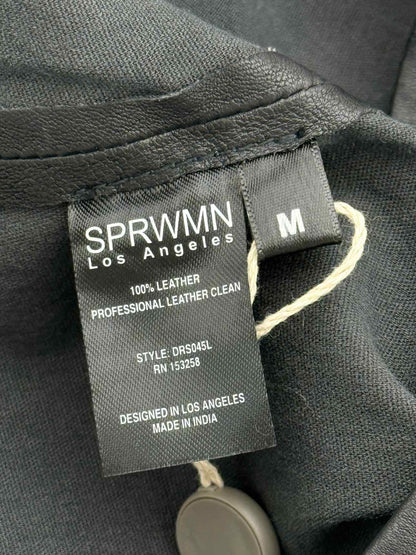 SPRWMN
Los Angeles
M
100% LEATHER
PROFESSIONAL LEATHER CLEAN
STYLE: DRS045L
RN 153258
DESIGNED IN LOS ANGELES
MADE IN INDIA